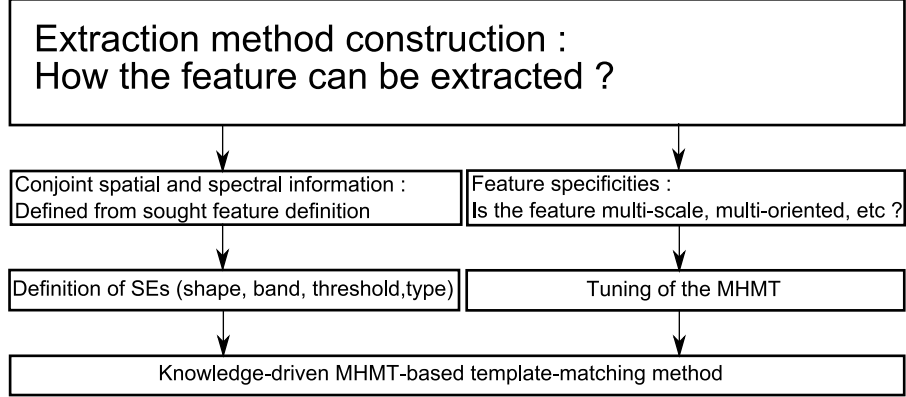 Extraction method construction :
How the feature can be extracted ?
Conjoint spatial and spectral information :
Defined from sought feature definition
Feature specificities :
Is the feature multi-scale, multi-oriented, etc ?
Definition of SEs (shape, band, threshold,type)
Tuning of the MHMT
Knowledge-driven MHMT-based template-matching method